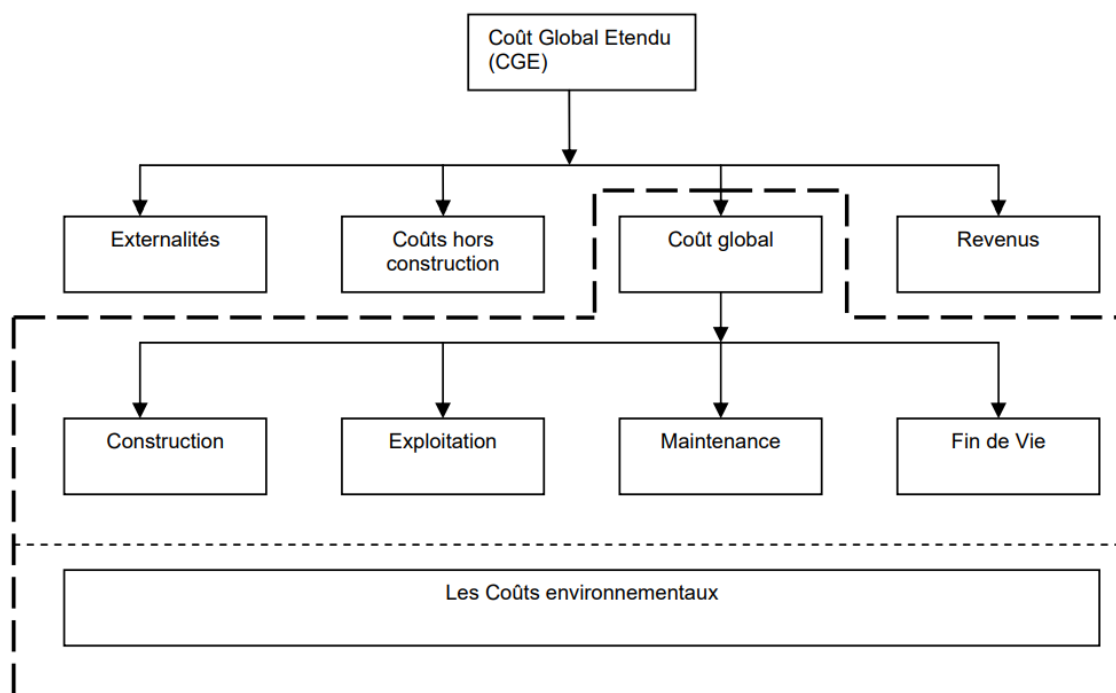 Coût Global Etendu
(CGE)
Externalités
Coûts hors
construction
Coût global
Revenus
Construction
Exploitation
Maintenance
Fin de Vie
Les Coûts environnementaux